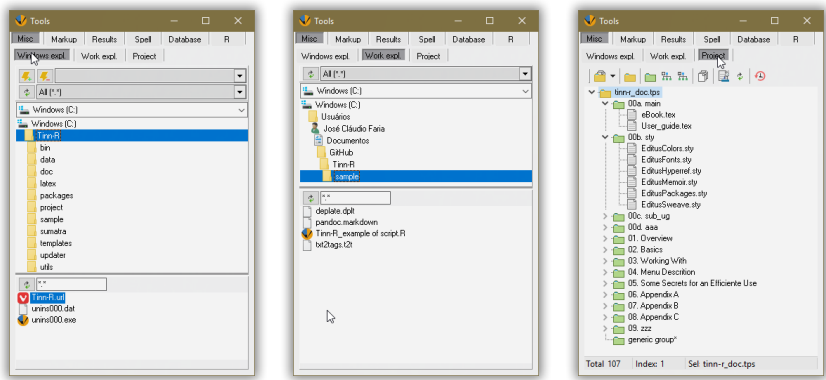 Tools
Misc Markup Results Spell Database R
Windows expl. Work expl. Project
All (*.*)
Windows (C:)
Windows (C:)
Tinn-R
bin
data
doc
latex
packages
project
sample
sumatra
templates
updater
utils
*.*
Tinn-R.url
unins000.dat
unins000.exe
Tools
Misc Markup Results Spell Database R
Windows expl. Work expl. Project
All (*.*)
Windows (C:)
Windows (C:)
Usuários
José Cláudio Faria
Documentos
GitHub
Tinn-R
sample
*.*
deplate.dplt
pandoc.markdown
Tinn-R_example of script.R
txt2tags.t2t
Tools
Misc Markup Results Spell Database R
Windows expl. Work expl. Project
tinn-r_doc.tps
00a. main
eBook.tex
User_guide.tex
00b. sty
EditusColors.sty
EditusFonts.sty
EditusHyperref.sty
EditusMemoir.sty
EditusPackages.sty
EditusSweave.sty
00c. sub_ug
00d. aaa
01. Overview
02. Basics
03. Working With
04. Menu Descrition
05. Some Secrets for an Efficiente Use
06. Appendix A
07. Appendix B
08. Appendix C
09. zzz
generic group*
Total 107 Index: 1 Sel: tinn-r_doc.tps